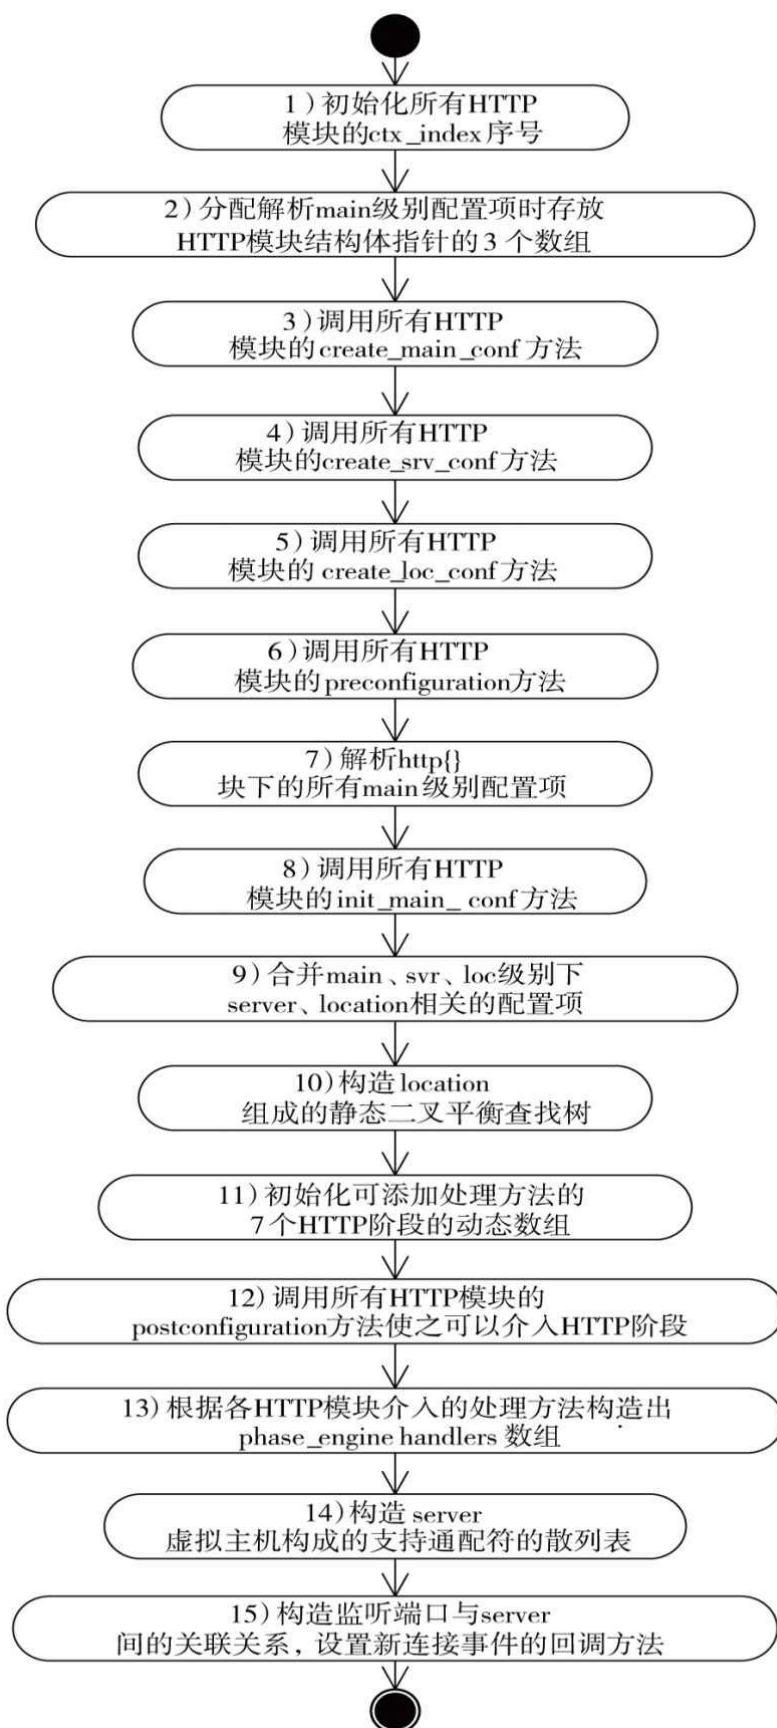 1）初始化所有HTTP
模块的ctx_index序号
2）分配解析main级别配置项时存放
HTTP模块结构体指针的3 个数组
3）调用所有HTTP
模块的create_main_conf 方法
4）调用所有HTTP
模块的create_srv_conf方法
5）调用所有HTTP
模块的 create_loc_conf方法
6）调用所有HTTP
模块的preconfiguration方法
7）解析http{}
块下的所有main级别配置项
8）调用所有HTTP
模块的init_main_ conf方法
9）合并main、svr、loc级别下
server、location相关的配置项
10）构造 location
组成的静态二叉平衡查找树
11）初始化可添加处理方法的
7个HTTP阶段的动态数组
12）调用所有HTTP模块的
postconfiguration方法使之可以介入HTTP阶段
13）根据各HTTP模块介入的处理方法构造出
phase_engine handlers 数组
14）构造 server
虚拟主机构成的支持通配符的散列表
15）构造监听端口与server
间的关联关系，设置新连接事件的回调方法